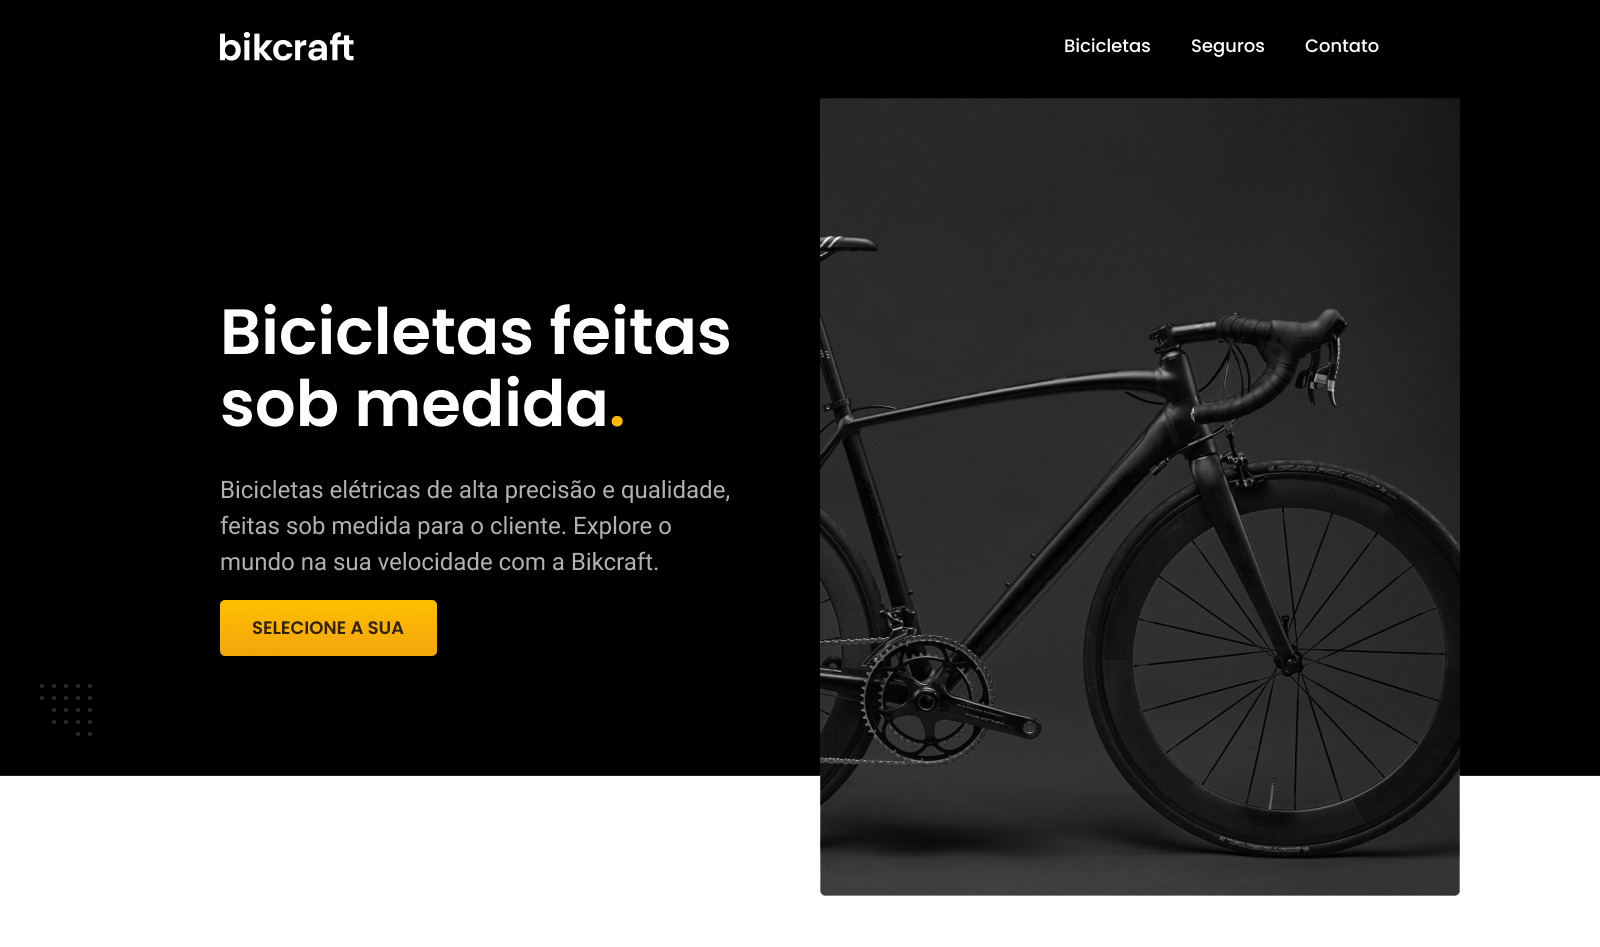 bikcraft
Bicicletas Seguros Contato
Bicicletas feitas
sob medida.
Bicicletas elétricas de alta precisão e qualidade,
feitas sob medida para o cliente. Explore o
mundo na sua velocidade com a Bikcraft.
SELECIONE A SUA